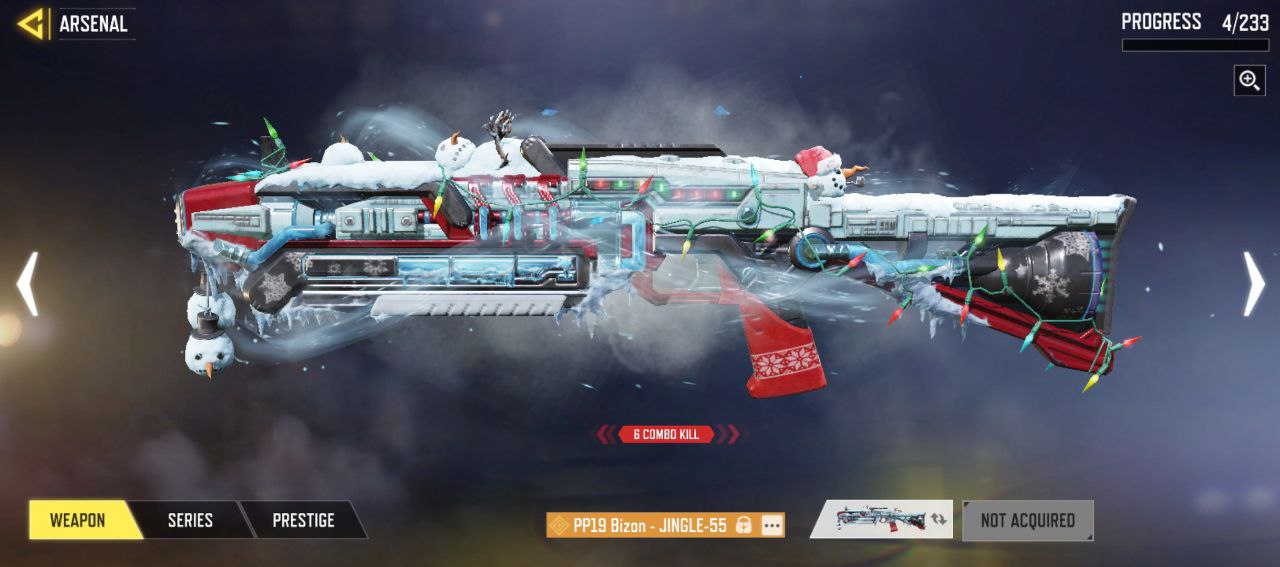 ARSENAL
PROGRESS 4/233
6 COMBO KILL
WEAPON
SERIES
PRESTIGE
PP19 Bizon - JINGLE-55
NOT ACQUIRED